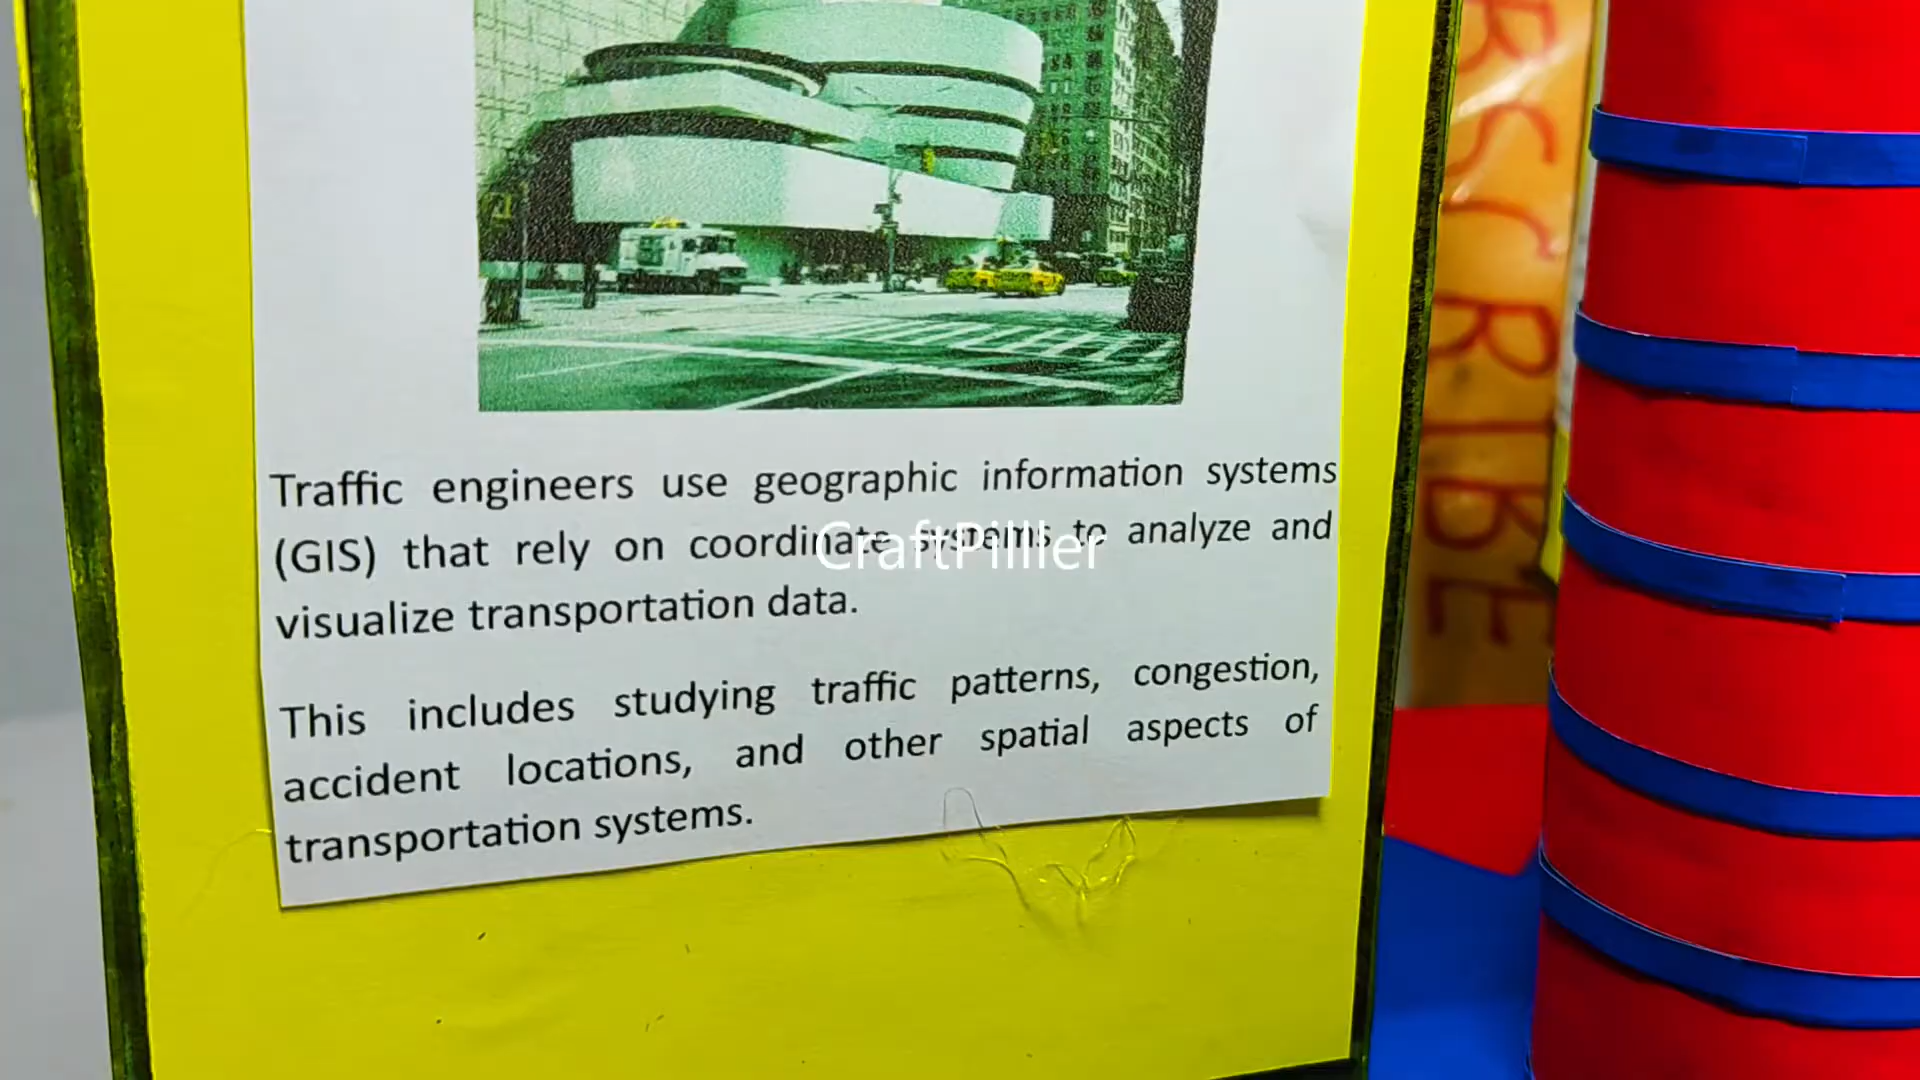 Traffic engineers use geographic information systems
(GIS) that rely on coordinate systems to analyze and
visualize transportation data.
This includes studying traffic patterns, congestion,
accident locations, and other spatial aspects of
transportation systems.
CraftPilller